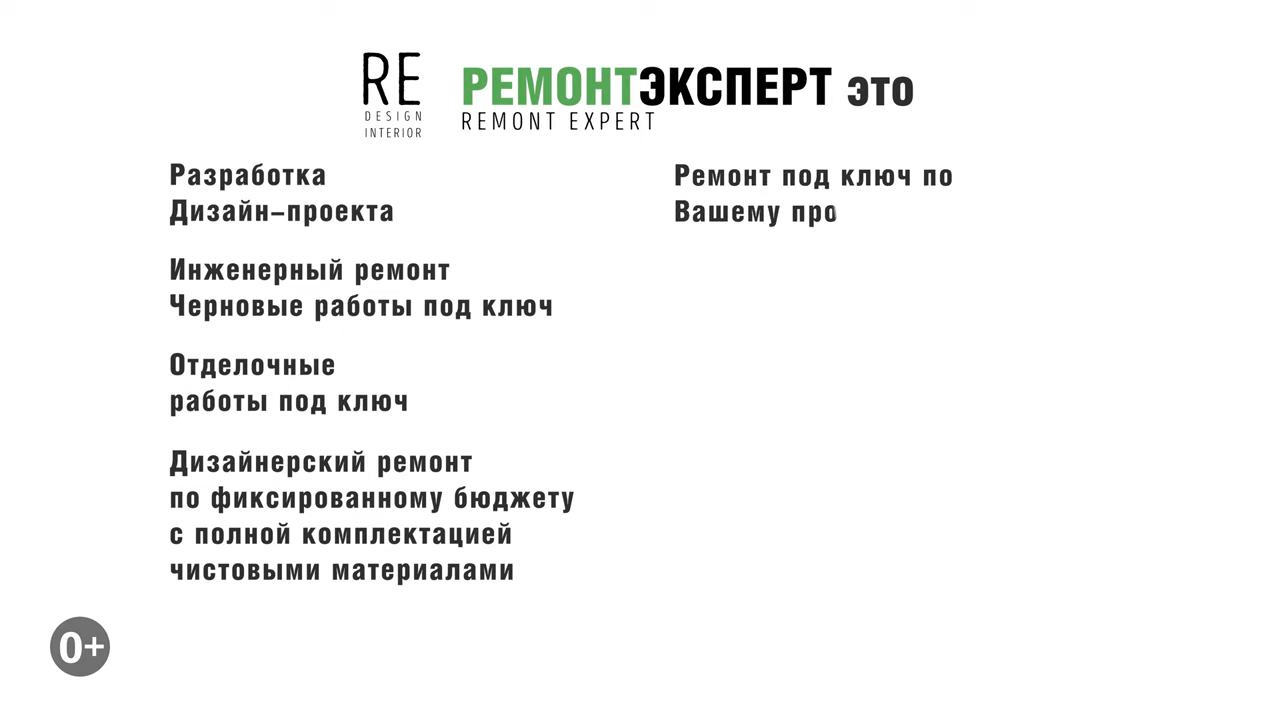 RE
DESIGN
INTERIOR
РЕМОНТЭКСПЕРТ это
REMONT EXPERT
Разработка
Дизайн-проекта
Инженерный ремонт
Черновые работы под ключ
Отделочные
работы под ключ
Дизайнерский ремонт
по фиксированному бюджету
с полной комплектацией
чистовыми материалами
Ремонт под ключ по
Вашему про
0+